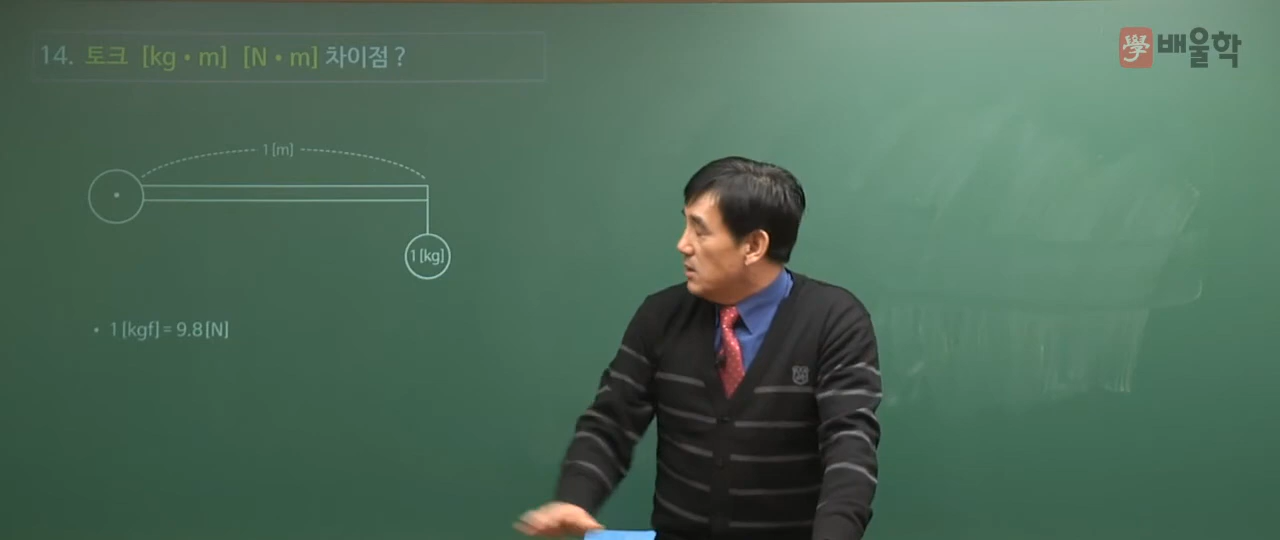 14. 토크 [kg • m] [N • m] 차이점 ?
學 배울학
1 [m]
1 [kg]
• 1 [kgf] = 9.8 [N]